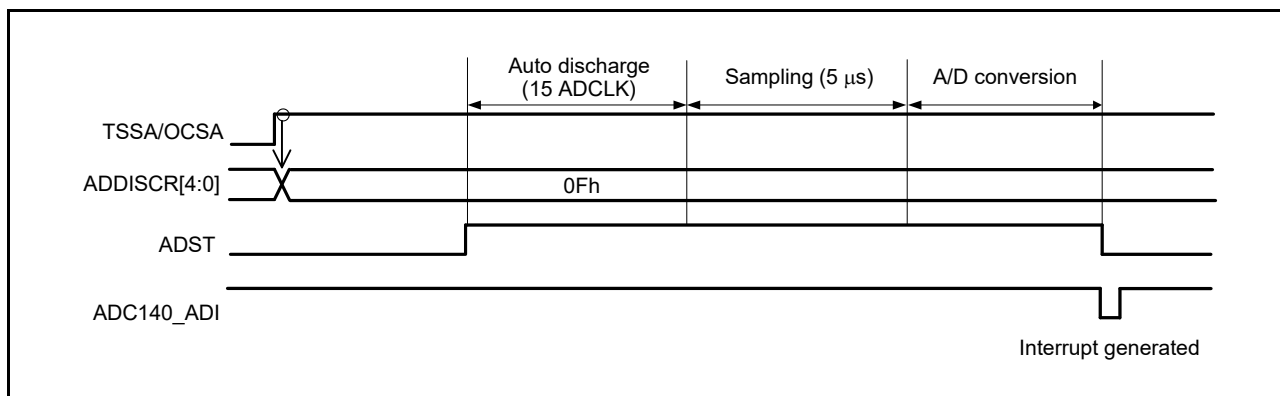 Auto discharge
(15 ADCLK)
Sampling (5 μs)
A/D conversion
TSSA/OCSA
ADDISCR[4:0]
0Fh
ADST
ADC140_ADI
Interrupt generated